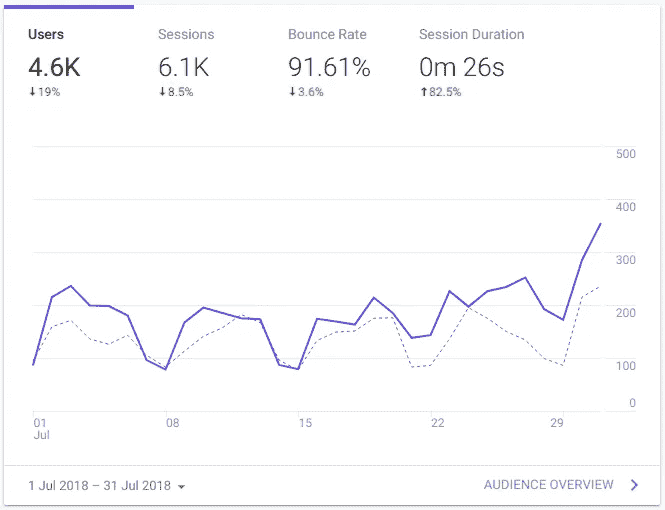 Users Sessions Bounce Rate Session Duration
4.6K 6.1K 91.61% 0m 26s
↓19% ↓8.5% ↓3.6% ↑82.5%
500
400
300
200
100
0
01 08 15 22 29
Jul
1 Jul 2018 – 31 Jul 2018 AUDIENCE OVERVIEW